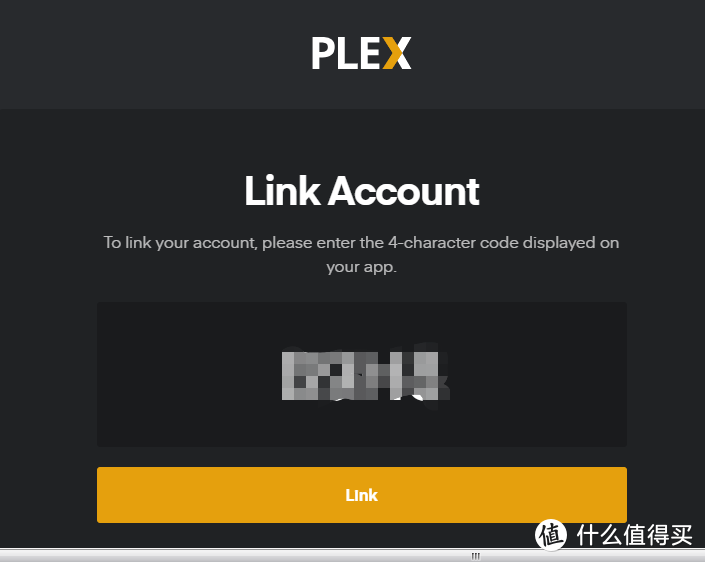 PLEX
Link Account
To link your account, please enter the 4-character code displayed on
your app.
Link
值 什么值得买